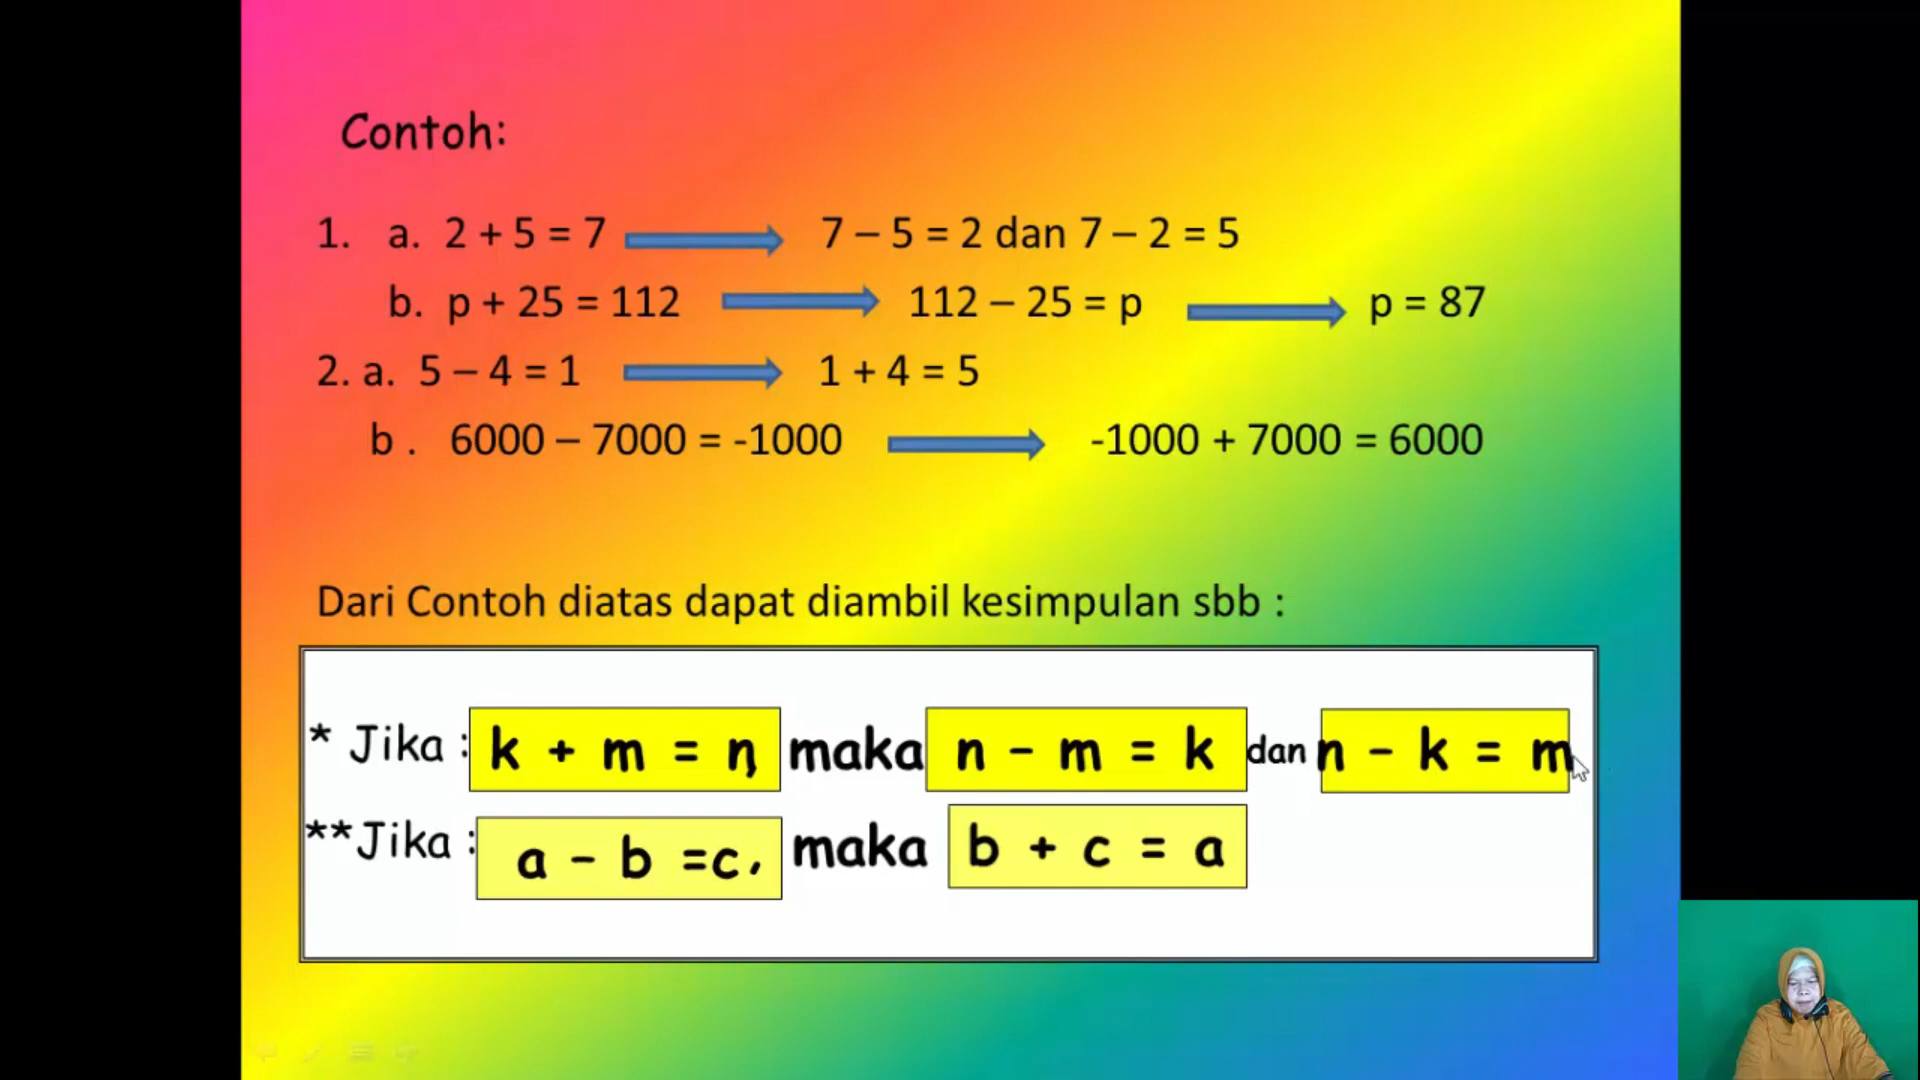 Contoh:
1. a. 2 + 5 = 7 7 – 5 = 2 dan 7 – 2 = 5
b. p + 25 = 112 112 – 25 = p p = 87
2. a. 5 – 4 = 1 1 + 4 = 5
b . 6000 – 7000 = -1000 -1000 + 7000 = 6000
Dari Contoh diatas dapat diambil kesimpulan sbb :
* Jika : k + m = n, maka n - m = k dan n - k = m
**Jika : a - b =c, maka b + c = a